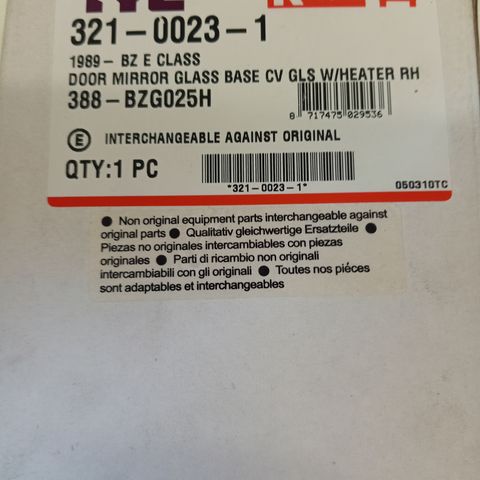 321-0023-1
1989- BZ E CLASS
DOOR MIRROR GLASS BASE CV GLS W/HEATER RH
388-BZG025H
8 717475 029536
E INTERCHANGEABLE AGAINST ORIGINAL
QTY:1 PC
*321-0023-1*
050310TC
● Non original equipment parts interchangeable against
original parts ● Qualitativ gleichwertige Ersatzteile ●
Piezas no originales intercambiables con piezas
originales ● Parti di ricambio non originali
intercambiabili con gli originali ● Toutes nos piéces
sont adaptables et interchangeables